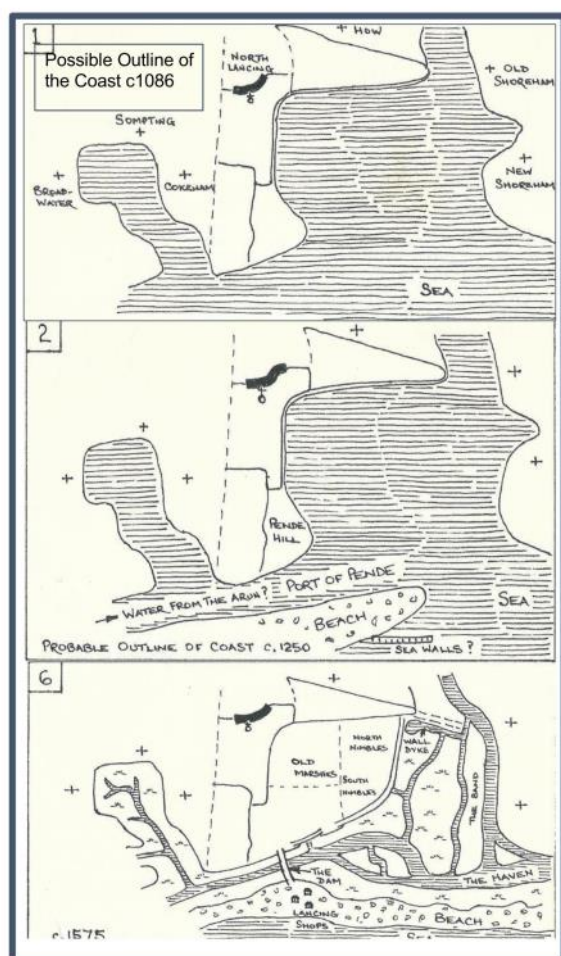 1
Possible Outline of
the Coast c1086
+ HOW
NORTH
LANCING
+ OLD
SHOREHAM
SOMPTING
+
+
BROAD-
WATER
+
COKEHAM
+
NEW
SHOREHAM
SEA
2
PENDE
HILL
WATER FROM THE ARUN?
PORT OF PENDE
BEACH
SEA
PROBABLE OUTLINE OF COAST C.1250
SEA WALLS?
6
NORTH
NIMBLES
WALL
DYKE
OLD
MARSHES
SOUTH
NIMBLES
THE BAND
THE
DAM
THE HAVEN
LANCING
SHOPS
BEACH
c.1575